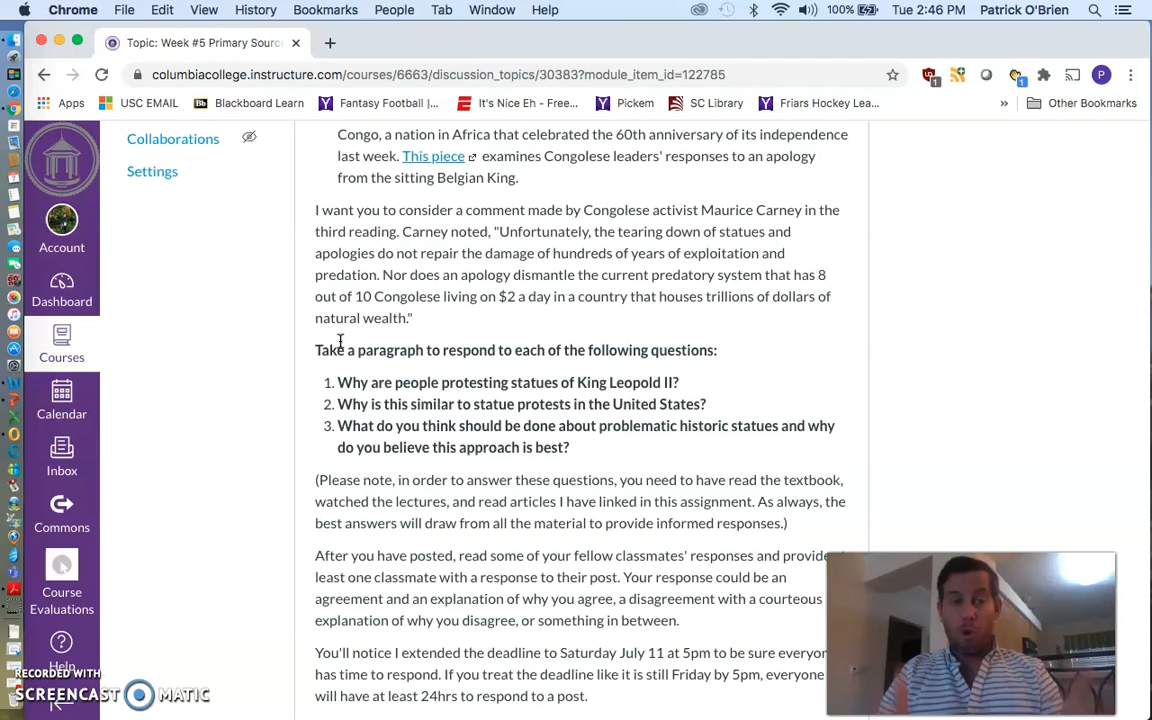 Chrome File Edit View History Bookmarks People Tab Window Help 100% Tue 2:46 PM Patrick O'Brien
Topic: Week #5 Primary Sourc
columbiacollege.instructure.com/courses/6663/discussion_topics/30383?module_item_id=122785
Apps USC EMAIL Bb Blackboard Learn Fantasy Football |... It's Nice Eh - Free... Pickem SC Library Friars Hockey Lea... » Other Bookmarks
Collaborations
Settings
Account
Dashboard
Courses
Calendar
Inbox
Commons
Course
Evaluations
Help
Congo, a nation in Africa that celebrated the 60th anniversary of its independence
last week. This piece examines Congolese leaders' responses to an apology
from the sitting Belgian King.
I want you to consider a comment made by Congolese activist Maurice Carney in the
third reading. Carney noted, "Unfortunately, the tearing down of statues and
apologies do not repair the damage of hundreds of years of exploitation and
predation. Nor does an apology dismantle the current predatory system that has 8
out of 10 Congolese living on $2 a day in a country that houses trillions of dollars of
natural wealth."
Take a paragraph to respond to each of the following questions:
1. Why are people protesting statues of King Leopold II?
2. Why is this similar to statue protests in the United States?
3. What do you think should be done about problematic historic statues and why
do you believe this approach is best?
(Please note, in order to answer these questions, you need to have read the textbook,
watched the lectures, and read articles I have linked in this assignment. As always, the
best answers will draw from all the material to provide informed responses.)
After you have posted, read some of your fellow classmates' responses and provide
least one classmate with a response to their post. Your response could be an
agreement and an explanation of why you agree, a disagreement with a courteous
explanation of why you disagree, or something in between.
You'll notice I extended the deadline to Saturday July 11 at 5pm to be sure everyon
has time to respond. If you treat the deadline like it is still Friday by 5pm, everyone
will have at least 24hrs to respond to a post.
RECORDED WITH
SCREENCAST MATIC